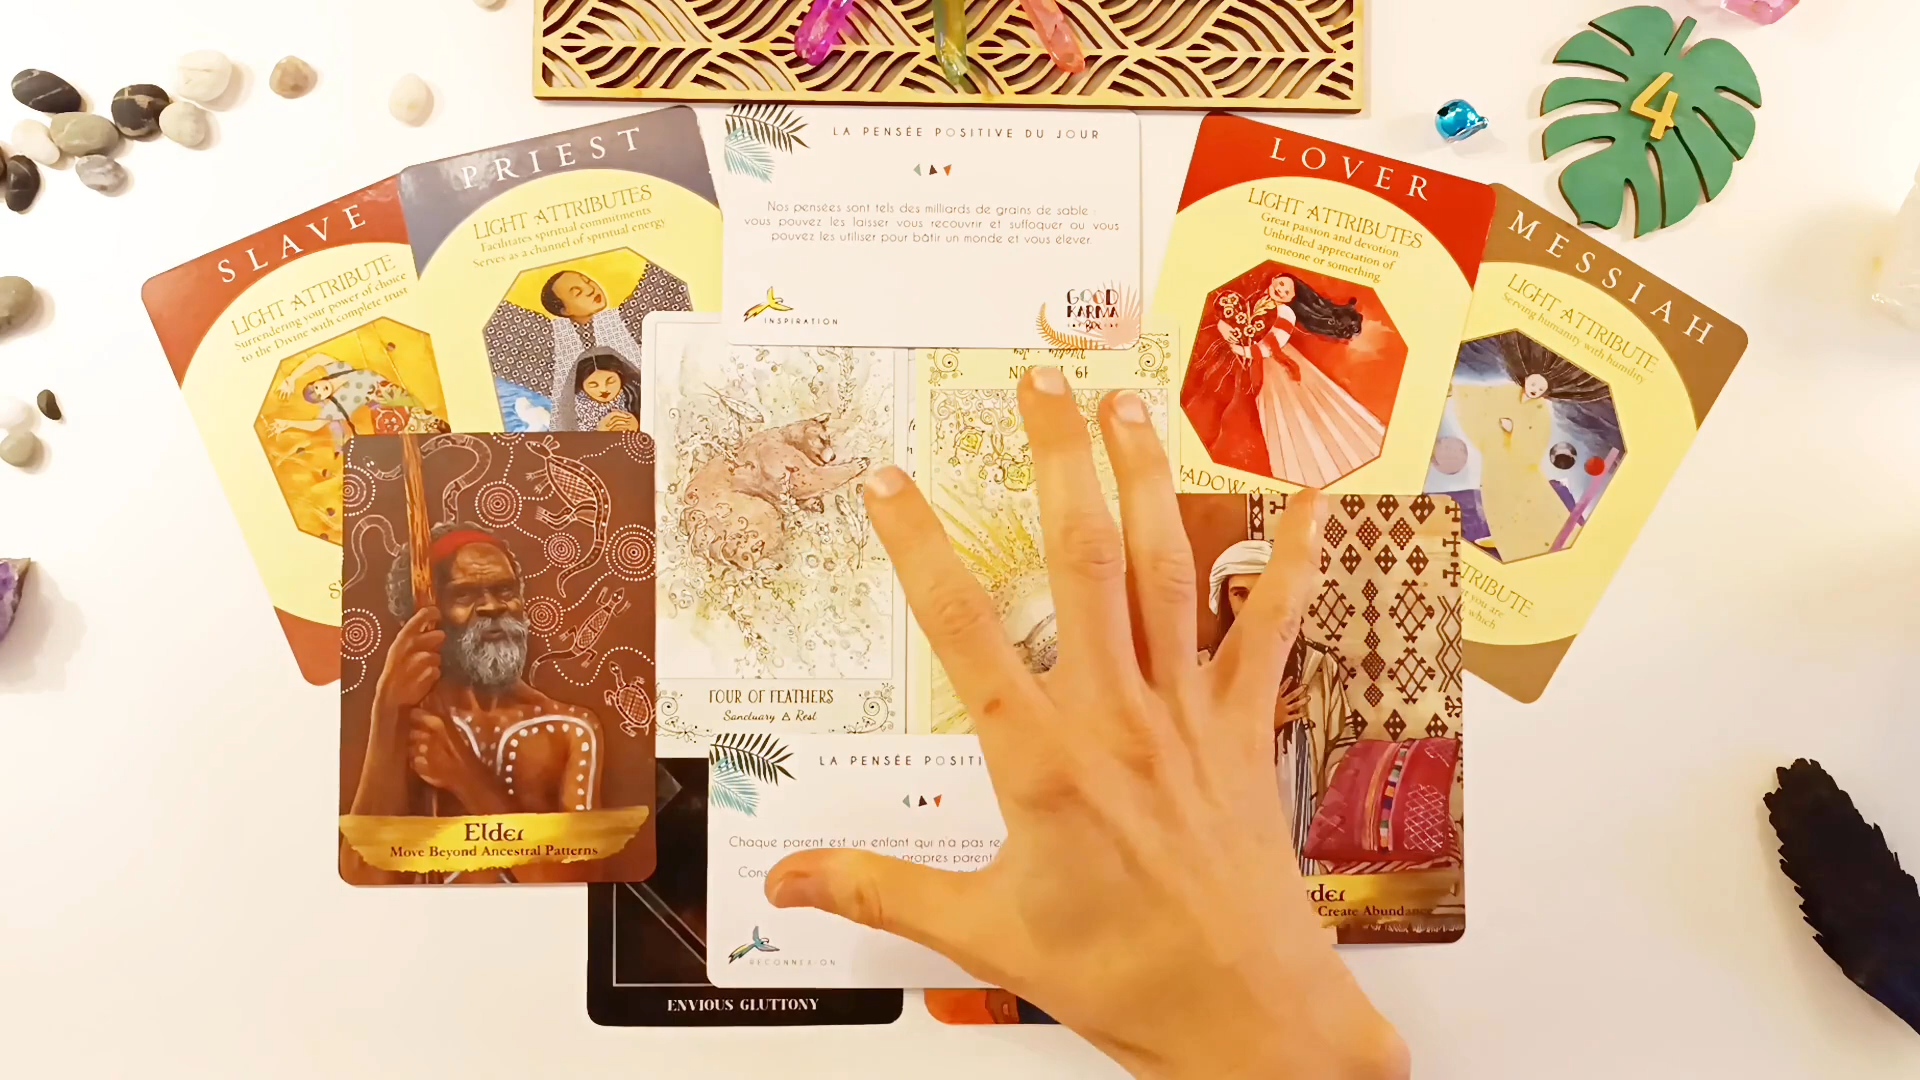 SLAVE
LIGHT ATTRIBUTE
Surrendering your power of choice
to the Divine with complete trust
PRIEST
LIGHT ATTRIBUTES
Facilitates spiritual commitments
Serves as a channel of spiritual energy
LA PENSÉE POSITIVE DU JOUR
Nos pensées sont tels des milliards de grains de sable :
vous pouvez les laisser vous recouvrir et suffoquer ou vous
pouvez les utiliser pour bâtir un monde et vous élever.
INSPIRATION
GOOD
KARMA
BOX
LOVER
LIGHT ATTRIBUTES
Great passion and devotion.
Unbridled appreciation of
someone or something.
MESSIAH
LIGHT ATTRIBUTE
Serving humanity with humility
4
FOUR OF FEATHERS
Sanctuary Δ Rest
Elder
Move Beyond Ancestral Patterns
LA PENSÉE POSITI
Chaque parent est un enfant qui n'a pas re
propres parent
Cons
RECONNEXION
Create Abundance
ENVIOUS GLUTTONY